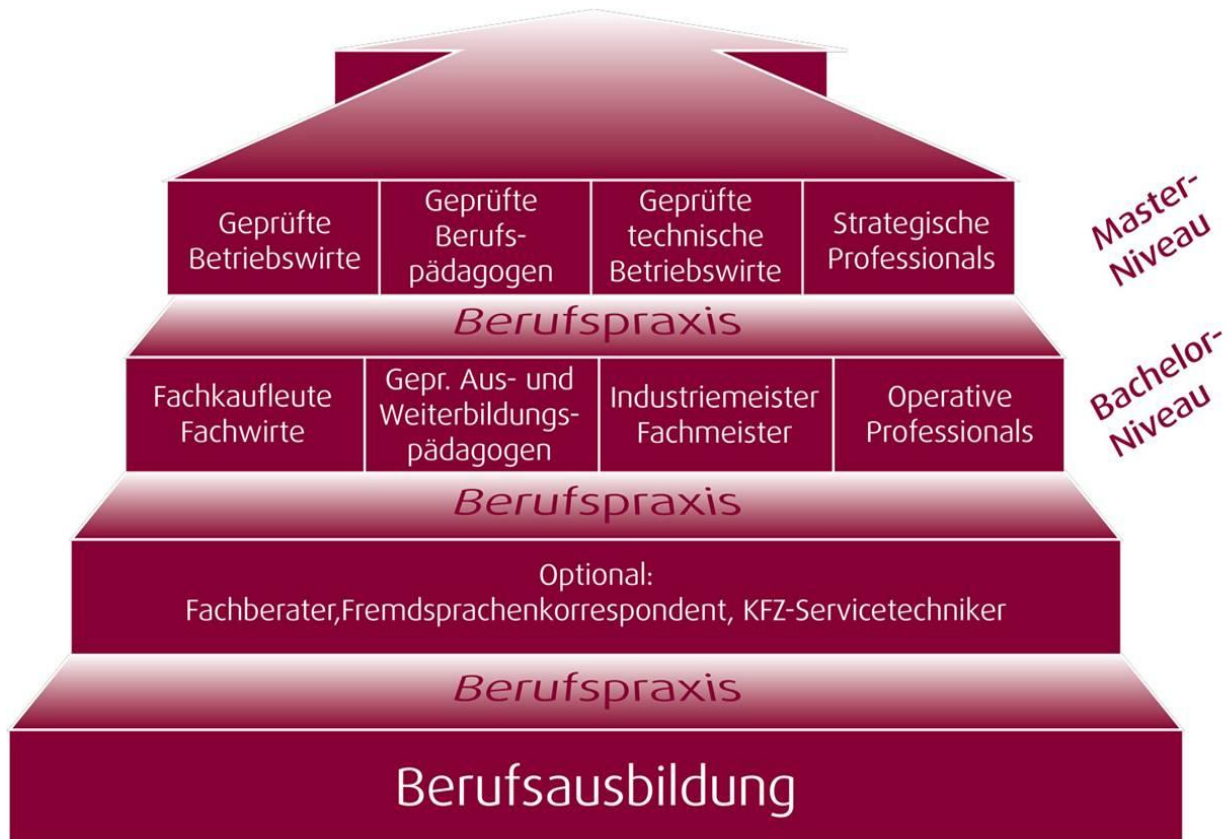 Geprüfte
Betriebswirte
Geprüfte
Berufs-
pädagogen
Geprüfte
technische
Betriebswirte
Strategische
Professionals
Master-
Niveau
Berufspraxis
Fachkaufleute
Fachwirte
Gepr. Aus- und
Weiterbildungs-
pädagogen
Industriemeister
Fachmeister
Operative
Professionals
Bachelor-
Niveau
Berufspraxis
Optional:
Fachberater,Fremdsprachenkorrespondent, KFZ-Servicetechniker
Berufspraxis
Berufsausbildung